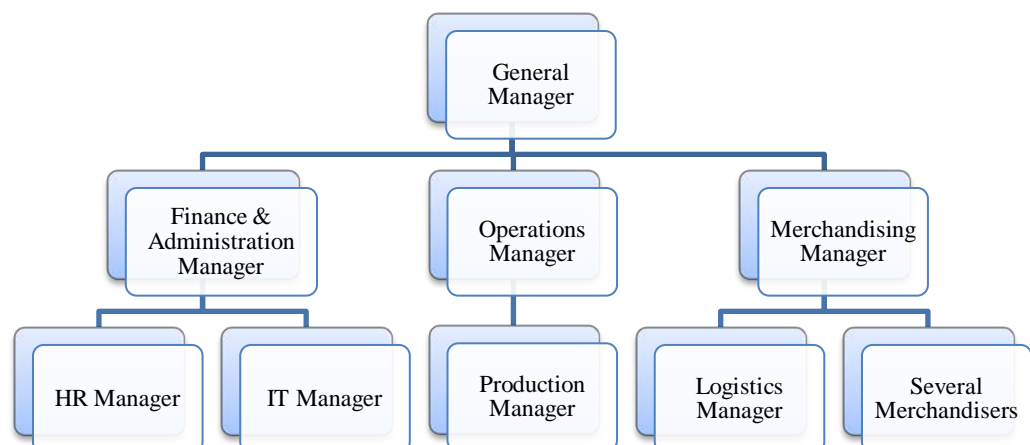 General
Manager
Finance &
Administration
Manager
Operations
Manager
Merchandising
Manager
HR Manager
IT Manager
Production
Manager
Logistics
Manager
Several
Merchandisers